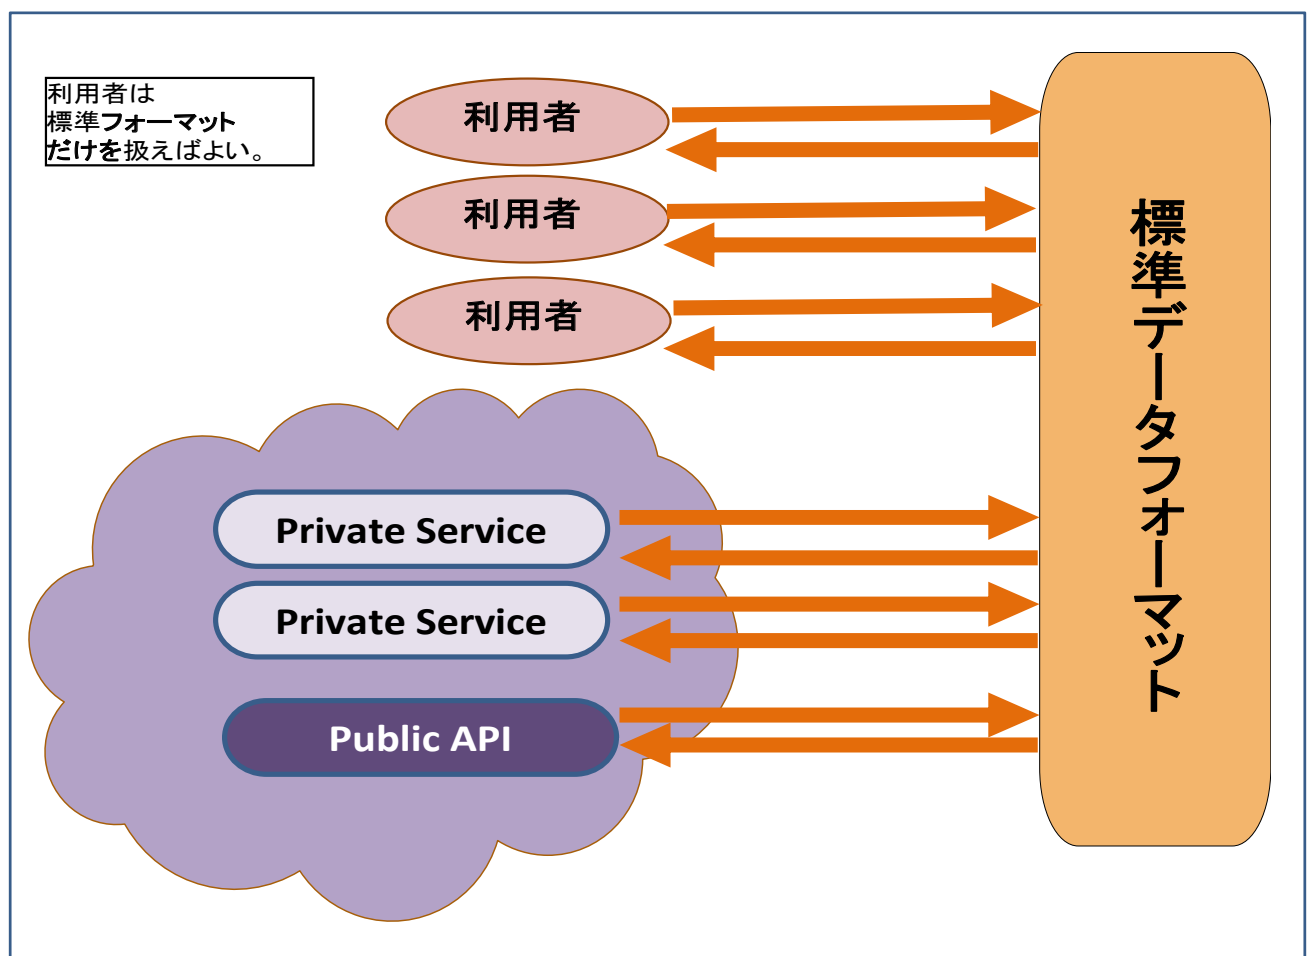 利用者は
標準フォーマット
だけを扱えばよい。
利用者
利用者
利用者
Private Service
Private Service
Public API
標準データフォーマット